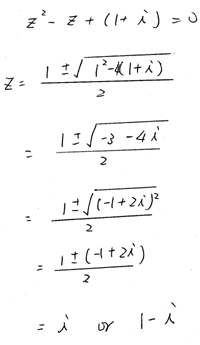 z² - z + (1 + i) = 0
z = (1 ± √(1² - 4(1 + i))) / 2
= (1 ± √(-3 - 4i)) / 2
= (1 ± √((-1 + 2i)²)) / 2
= (1 ± (-1 + 2i)) / 2
= i or 1 - i